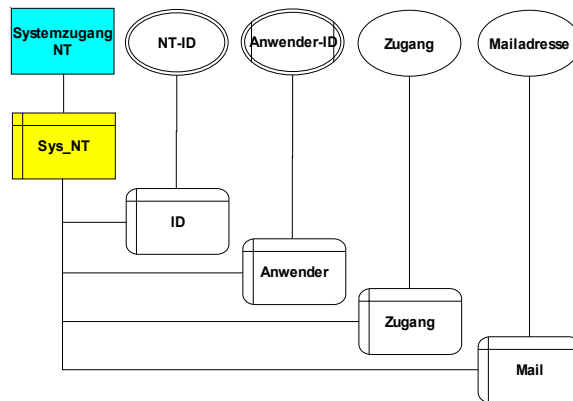 Systemzugang
NT
NT-ID
Anwender-ID
Zugang
Mailadresse
Sys_NT
ID
Anwender
Zugang
Mail